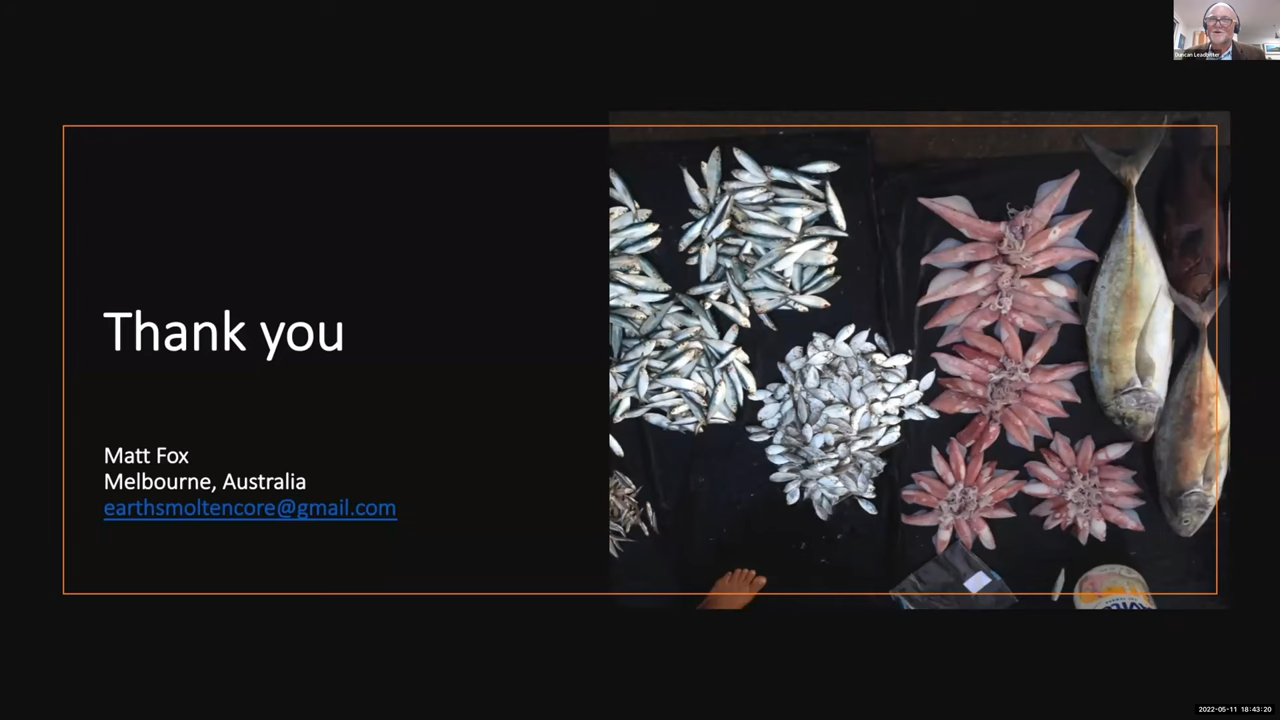 Duncan Leadbitter
Thank you
Matt Fox
Melbourne, Australia
earthsmoltencore@gmail.com
2022-05-11 18:43:20